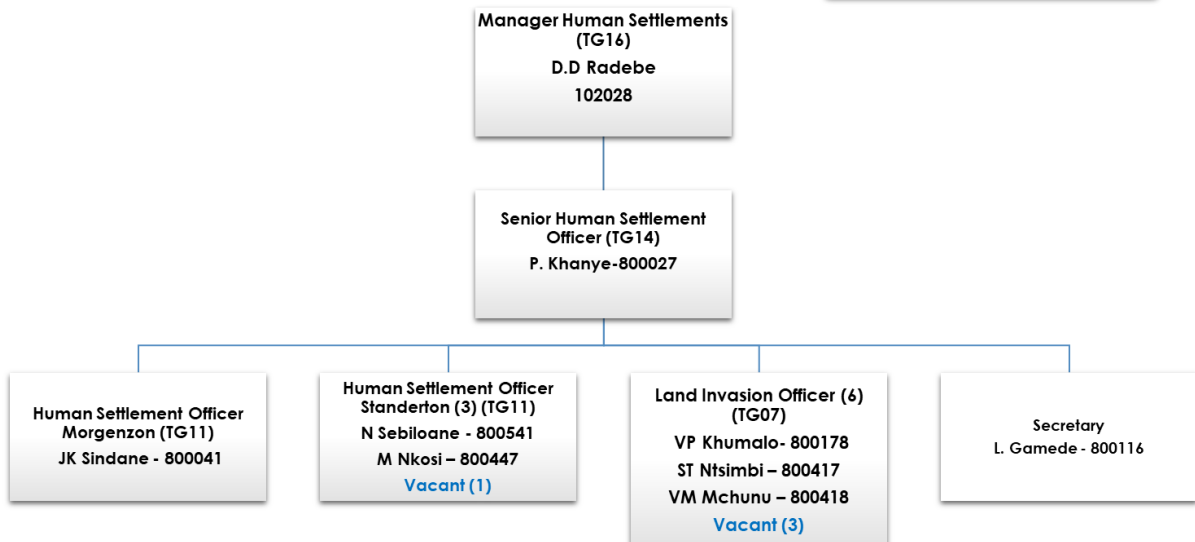 Manager Human Settlements
(TG16)
D.D Radebe
102028
Senior Human Settlement
Officer (TG14)
P. Khanye-800027
Human Settlement Officer
Morgenzon (TG11)
JK Sindane - 800041
Human Settlement Officer
Standerton (3) (TG11)
N Sebiloane - 800541
M Nkosi – 800447
Vacant (1)
Land Invasion Officer (6)
(TG07)
VP Khumalo- 800178
ST Ntsimbi – 800417
VM Mchunu – 800418
Vacant (3)
Secretary
L. Gamede - 800116